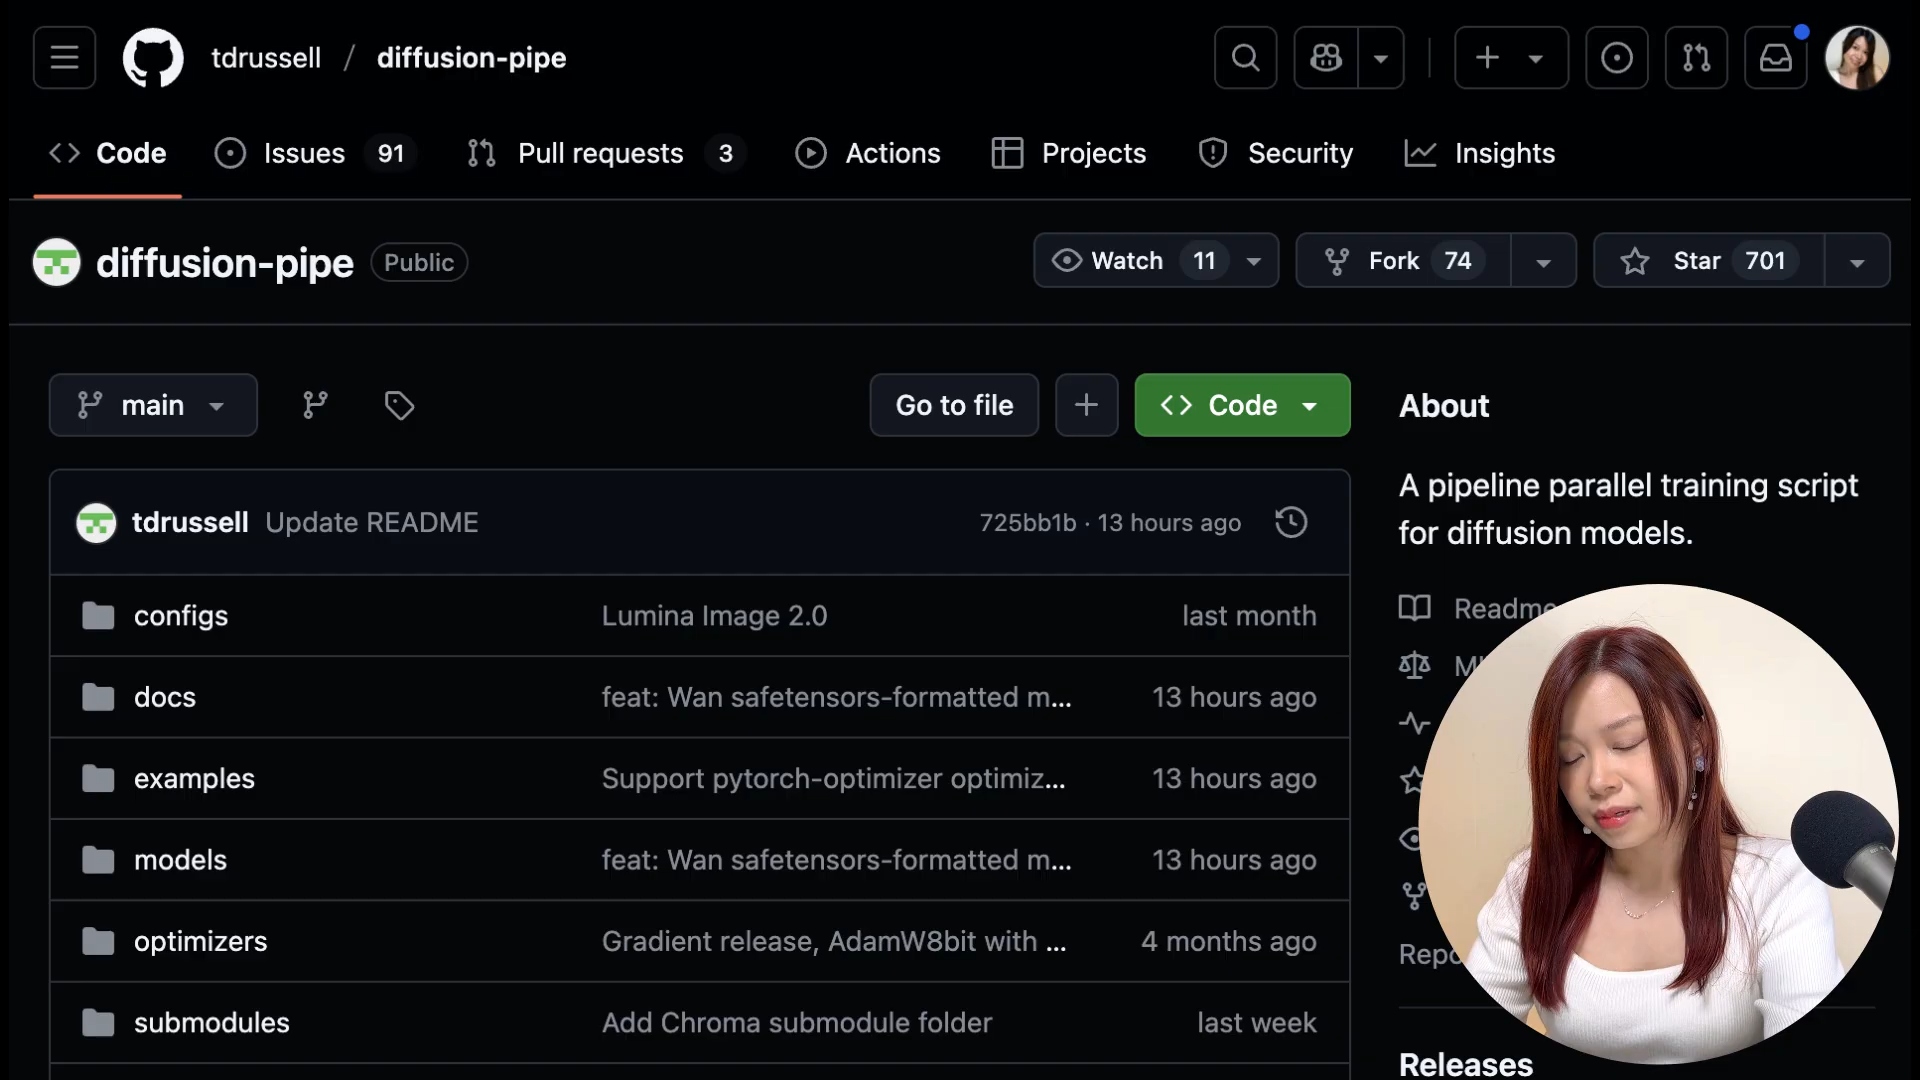 tdrussell / diffusion-pipe
Code Issues 91 Pull requests 3 Actions Projects Security Insights
diffusion-pipe Public Watch 11 Fork 74 Star 701
main Go to file + Code
About
A pipeline parallel training script
for diffusion models.
tdrussell Update README 725bb1b · 13 hours ago
configs Lumina Image 2.0 last month
Readme
docs feat: Wan safetensors-formatted m... 13 hours ago
examples Support pytorch-optimizer optimiz... 13 hours ago
models feat: Wan safetensors-formatted m... 13 hours ago
optimizers Gradient release, AdamW8bit with ... 4 months ago
Repo
submodules Add Chroma submodule folder last week
Releases